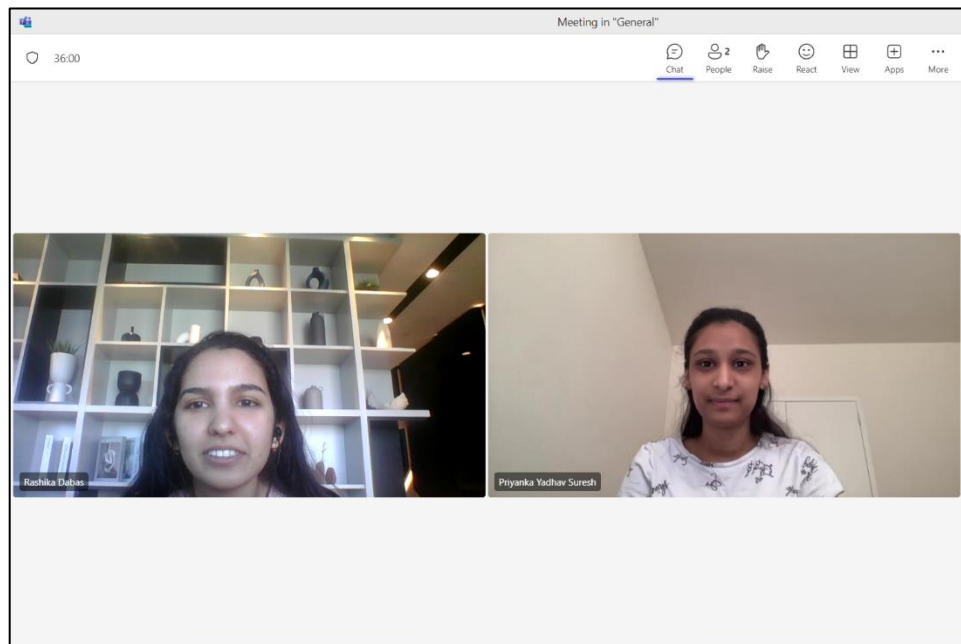 Meeting in "General"
36:00
2
Chat People Raise React View Apps More
Rashika Dabas
Priyanka Yadhav Suresh